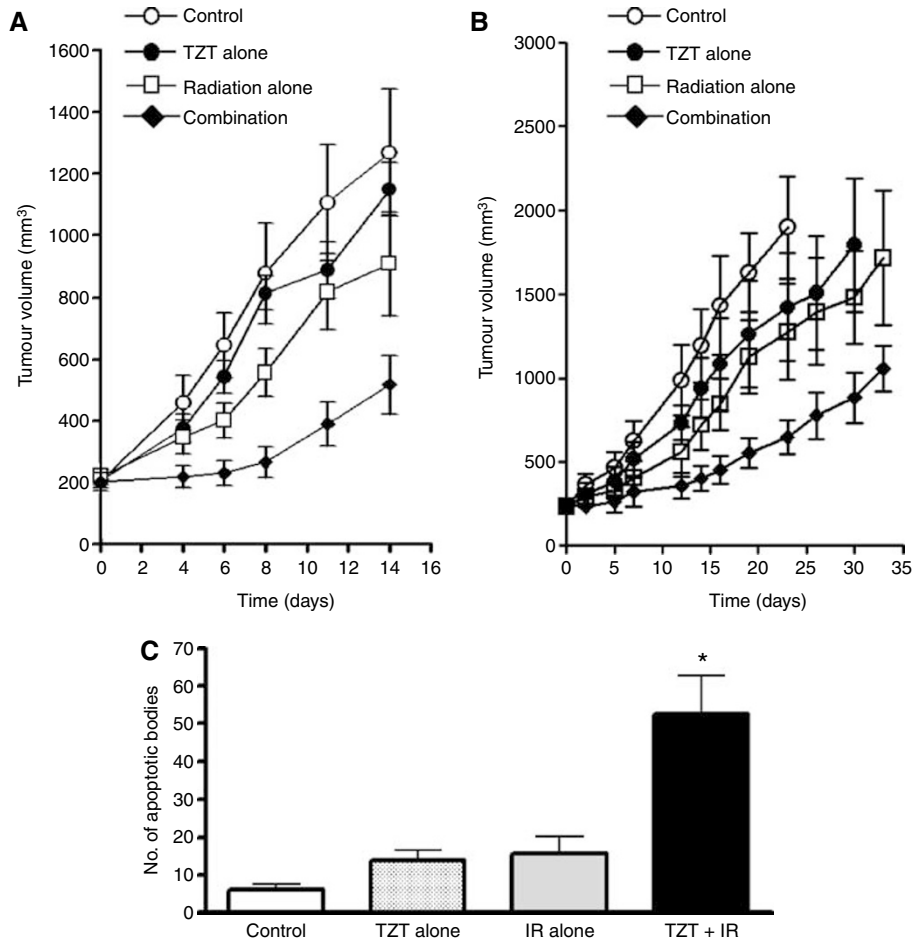 A
Control
TZT alone
Radiation alone
Combination
1600
1400
1200
1000
800
600
400
200
0
Tumour volume (mm³)
0 2 4 6 8 10 12 14 16
Time (days)
B
Control
TZT alone
Radiation alone
Combination
3000
2500
2000
1500
1000
500
0
Tumour volume (mm³)
0 5 10 15 20 25 30 35
Time (days)
C
70
60
50
40
30
20
10
0
No. of apoptotic bodies
*
Control TZT alone IR alone TZT + IR